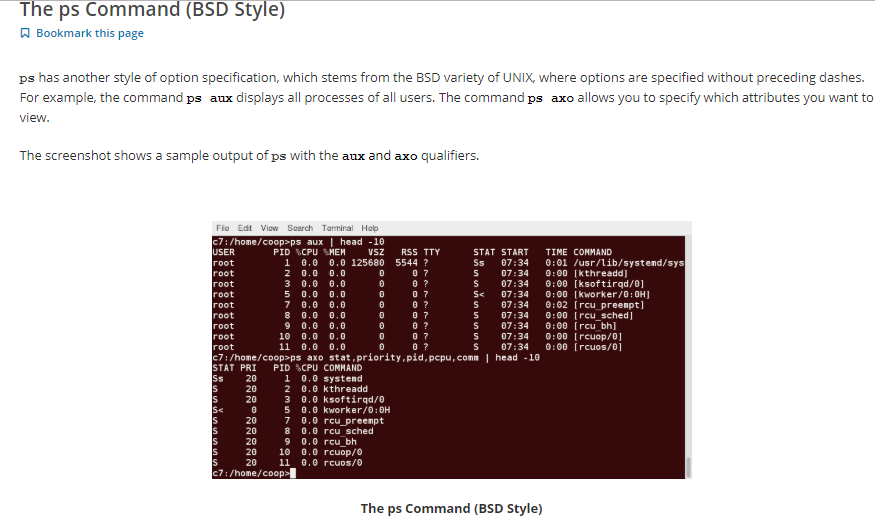 The ps Command (BSD Style)
Bookmark this page
ps has another style of option specification, which stems from the BSD variety of UNIX, where options are specified without preceding dashes.
For example, the command ps aux displays all processes of all users. The command ps axo allows you to specify which attributes you want to
view.
The screenshot shows a sample output of ps with the aux and axo qualifiers.
File Edit View Search Terminal Help
c7:/home/coop>ps aux | head -10
USER PID %CPU %MEM VSZ RSS TTY STAT START TIME COMMAND
root 1 0.0 0.0 125680 5544 ? Ss 07:34 0:01 /usr/lib/systemd/sys
root 2 0.0 0.0 0 0 ? S 07:34 0:00 [kthreadd]
root 3 0.0 0.0 0 0 ? S 07:34 0:00 [ksoftirqd/0]
root 5 0.0 0.0 0 0 ? S< 07:34 0:00 [kworker/0:0H]
root 7 0.0 0.0 0 0 ? S 07:34 0:02 [rcu_preempt]
root 8 0.0 0.0 0 0 ? S 07:34 0:00 [rcu_sched]
root 9 0.0 0.0 0 0 ? S 07:34 0:00 [rcu_bh]
root 10 0.0 0.0 0 0 ? S 07:34 0:00 [rcuop/0]
root 11 0.0 0.0 0 0 ? S 07:34 0:00 [rcuos/0]
c7:/home/coop>ps axo stat,priority,pid,pcpu,comm | head -10
STAT PRI PID %CPU COMMAND
Ss 20 1 0.0 systemd
S 20 2 0.0 kthreadd
S 20 3 0.0 ksoftirqd/0
S< 0 5 0.0 kworker/0:0H
S 20 7 0.0 rcu_preempt
S 20 8 0.0 rcu_sched
S 20 9 0.0 rcu_bh
S 20 10 0.0 rcuop/0
S 20 11 0.0 rcuos/0
c7:/home/coop>
The ps Command (BSD Style)